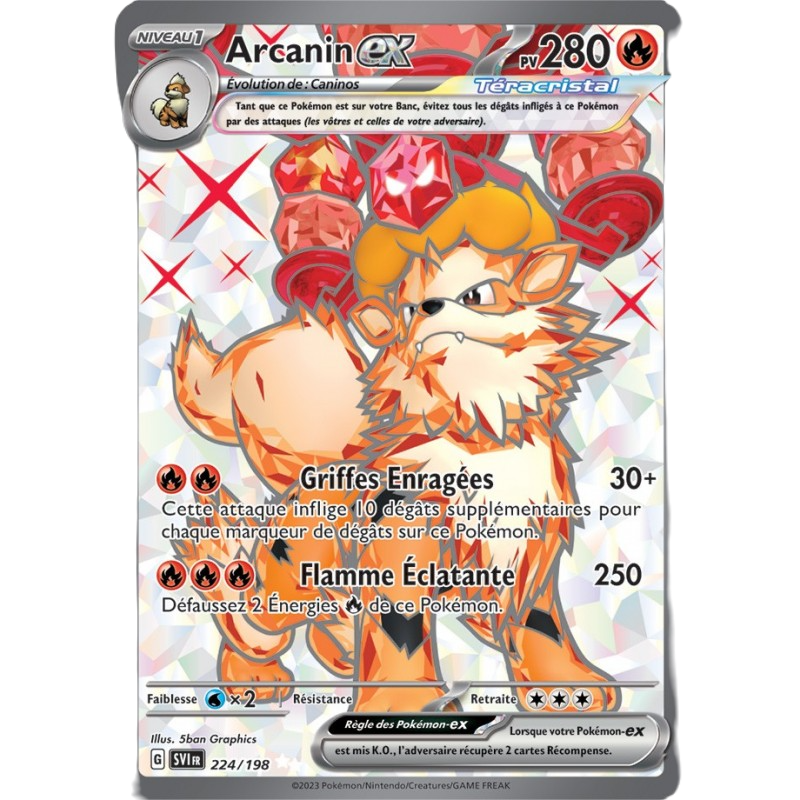 NIVEAU 1
Arcanin ex
PV 280
Évolution de : Caninos
Téracristal
Tant que ce Pokémon est sur votre Banc, évitez tous les dégâts infligés à ce Pokémon
par des attaques (les vôtres et celles de votre adversaire).
Griffes Enragées 30+
Cette attaque inflige 10 dégâts supplémentaires pour
chaque marqueur de dégâts sur ce Pokémon.
Flamme Éclatante 250
Défaussez 2 Énergies de ce Pokémon.
Faiblesse ×2 Résistance Retraite
Règle des Pokémon-ex Lorsque votre Pokémon-ex
est mis K.O., l'adversaire récupère 2 cartes Récompense.
Illus. 5ban Graphics
G SVI FR 224/198
©2023 Pokémon/Nintendo/Creatures/GAME FREAK